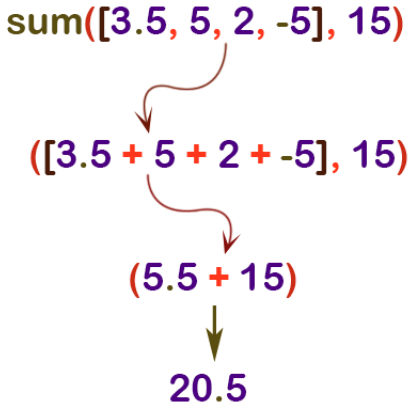 sum([3.5, 5, 2, -5], 15)
([3.5 + 5 + 2 + -5], 15)
(5.5 + 15)
20.5